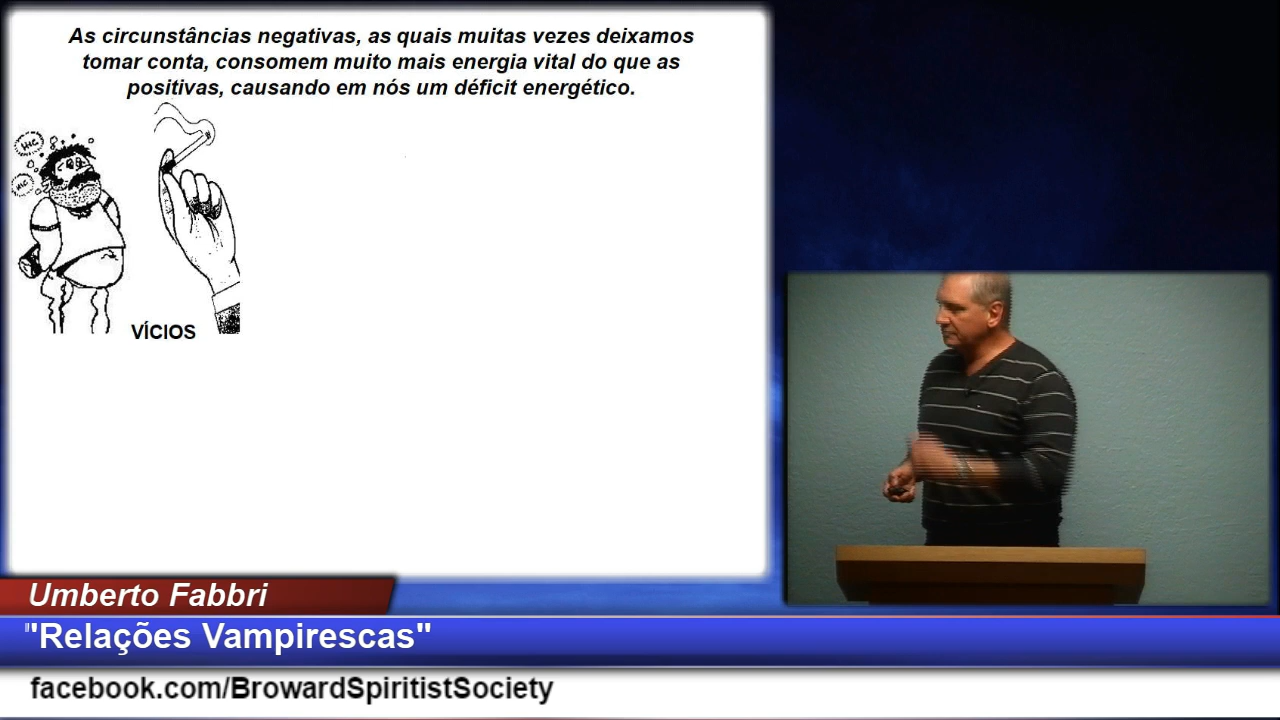 As circunstâncias negativas, as quais muitas vezes deixamos
tomar conta, consomem muito mais energia vital do que as
positivas, causando em nós um déficit energético.
HIC
HIC
VÍCIOS
Umberto Fabbri
"Relações Vampirescas"
facebook.com/BrowardSpiritistSociety